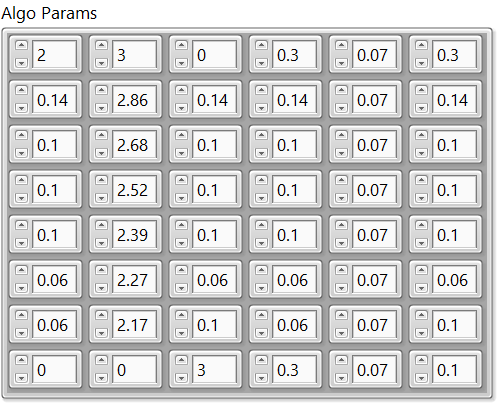 Algo Params
2 3 0 0.3 0.07 0.3
0.14 2.86 0.14 0.14 0.07 0.14
0.1 2.68 0.1 0.1 0.07 0.1
0.1 2.52 0.1 0.1 0.07 0.1
0.1 2.39 0.1 0.1 0.07 0.1
0.06 2.27 0.06 0.06 0.07 0.06
0.06 2.17 0.1 0.06 0.07 0.1
0 0 3 0.3 0.07 0.1